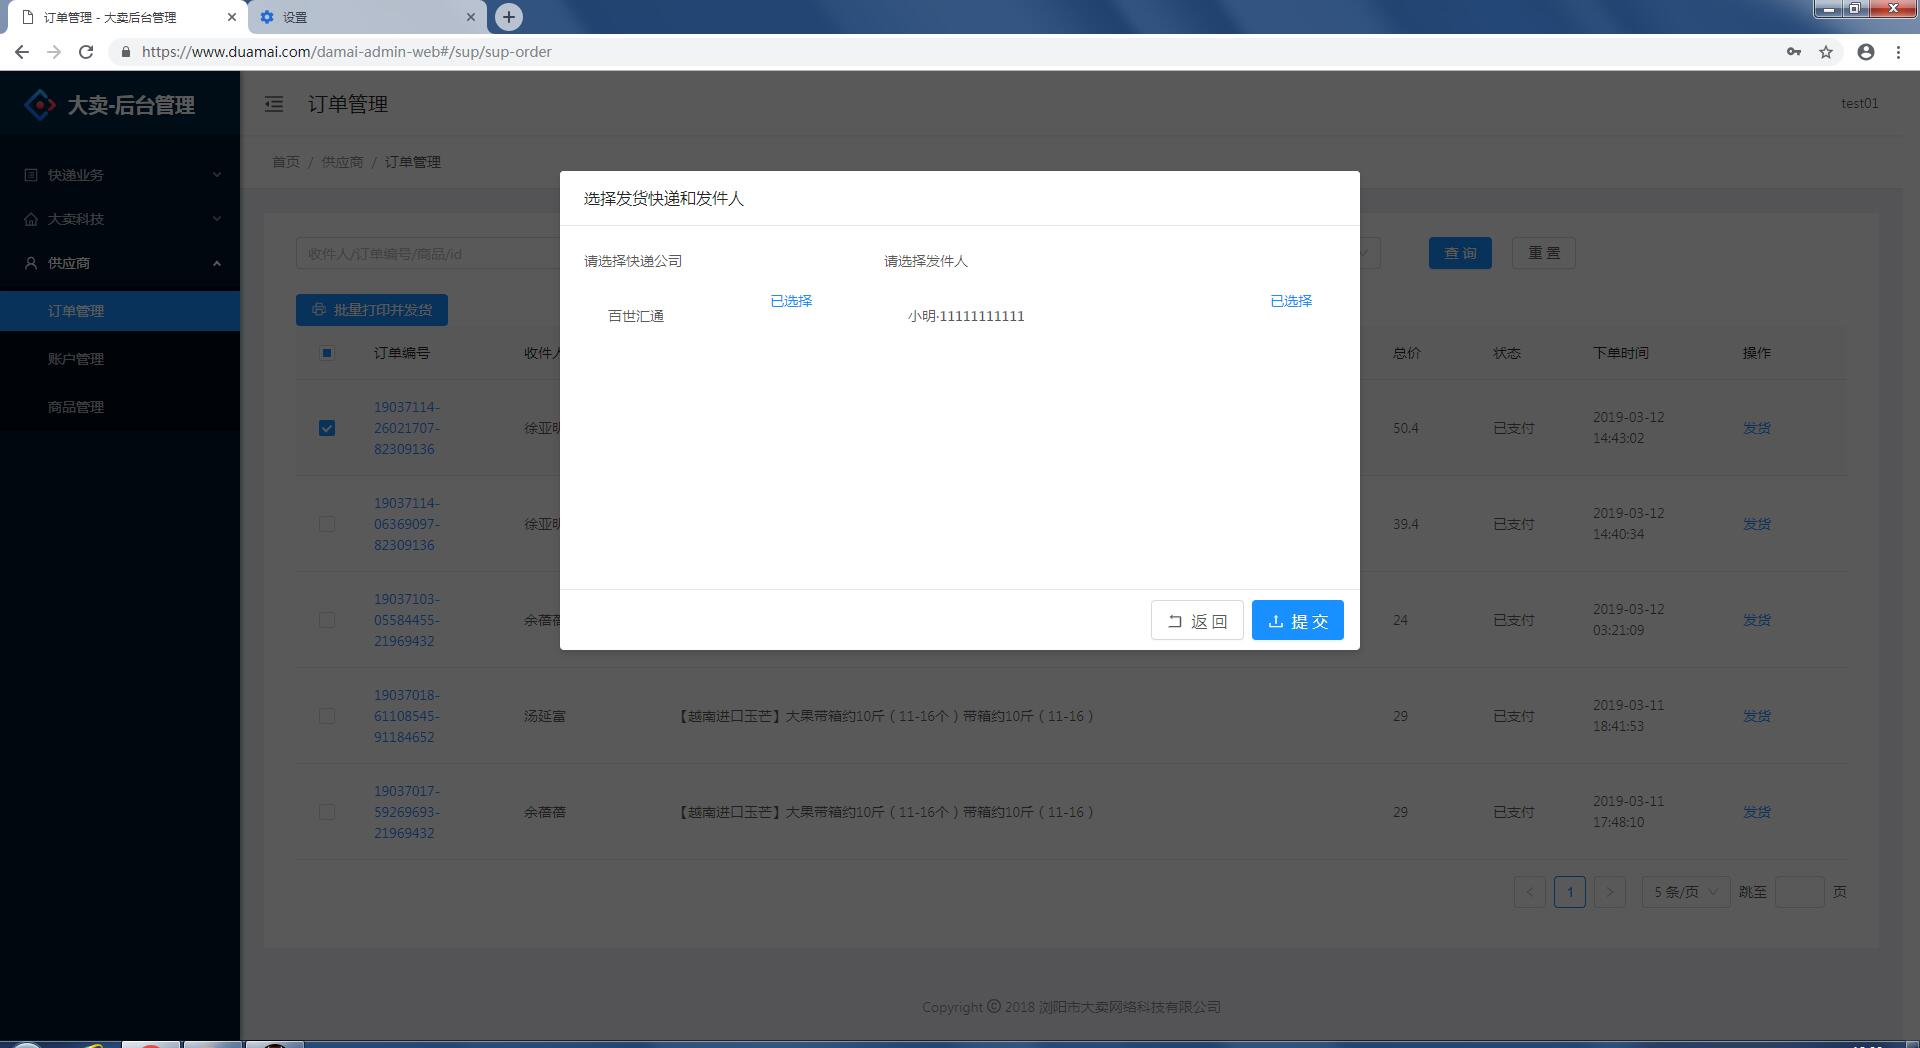 订单管理 - 大卖后台管理
设置
https://www.duamai.com/damai-admin-web#/sup/sup-order
大卖-后台管理
订单管理
test01
首页 / 供应商 / 订单管理
快递业务
大卖科技
供应商
订单管理
账户管理
商品管理
收件人/订单编号/商品/id
查 询
重 置
批量打印并发货
选择发货快递和发件人
请选择快递公司
请选择发件人
百世汇通
已选择
小明·11111111111
已选择
返 回
提 交
订单编号
总价
状态
下单时间
操作
19037114-
26021707-
82309136
50.4
已支付
2019-03-12
14:43:02
发货
19037114-
06369097-
82309136
39.4
已支付
2019-03-12
14:40:34
发货
19037103-
05584455-
21969432
24
已支付
2019-03-12
03:21:09
发货
19037018-
61108545-
91184652
汤延富
【越南进口玉芒】大果带箱约10斤（11-16个）带箱约10斤（11-16）
29
已支付
2019-03-11
18:41:53
发货
19037017-
59269693-
21969432
余蓓蓓
【越南进口玉芒】大果带箱约10斤（11-16个）带箱约10斤（11-16）
29
已支付
2019-03-11
17:48:10
发货
1
5 条/页
跳至
页
Copyright © 2018 浏阳市大卖网络科技有限公司